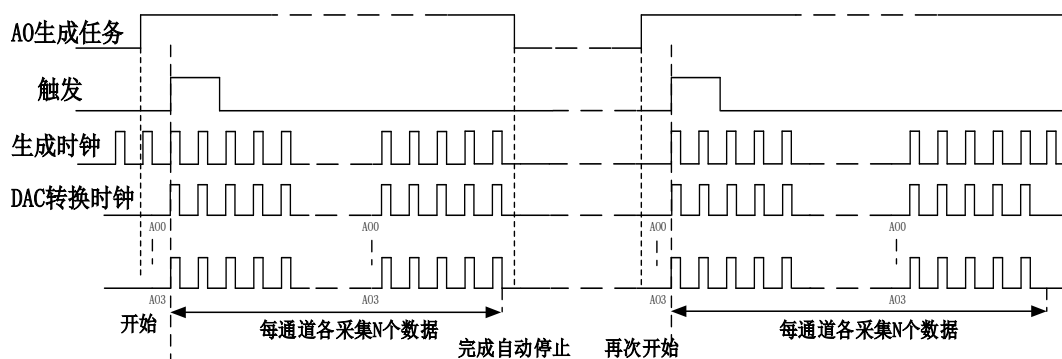 AO生成任务
触发
生成时钟
DAC转换时钟
AO0 AO0 AO0 AO0
AO3 AO3 AO3 AO3
开始 每通道各采集N个数据 每通道各采集N个数据
完成自动停止 再次开始